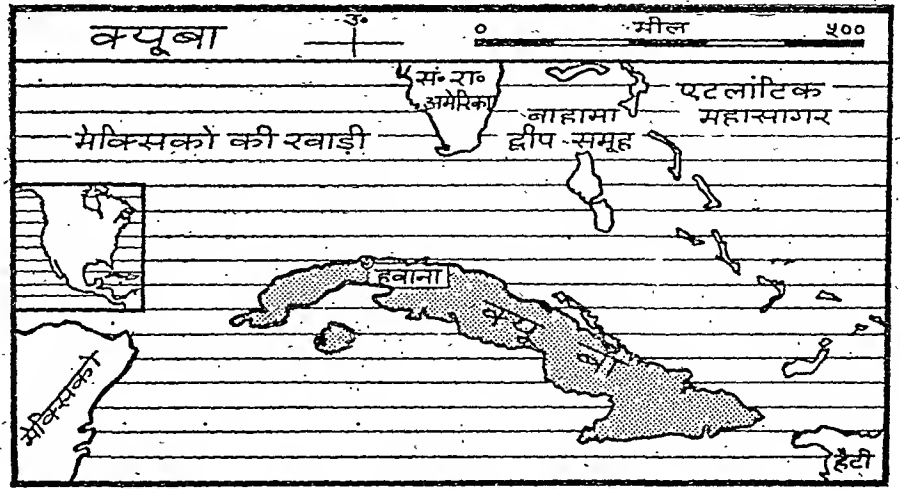 क्यूबा
उ॰
० मील ५००
सं॰ रा॰
अमेरिका
एटलांटिक
महासागर
बाहामा
द्वीप समूह
मेक्सिको की खाड़ी
हवाना
क्यू
बा
मेक्सिको
हैटी